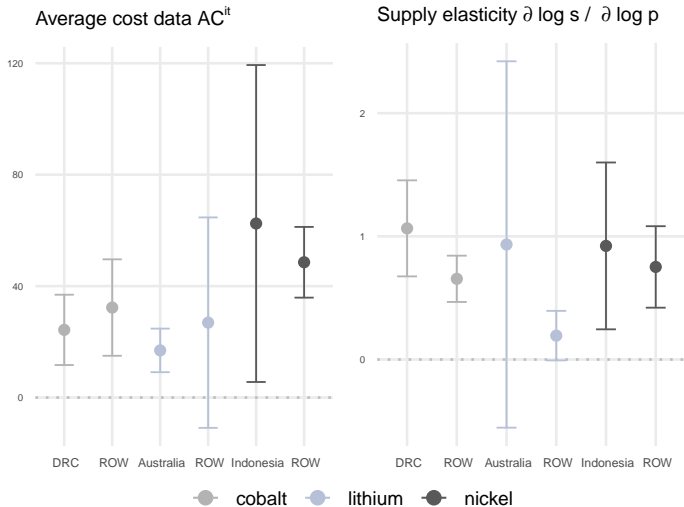 Average cost data AC^it
Supply elasticity ∂ log s / ∂ log p
120
80
40
0
2
1
0
DRC ROW Australia ROW Indonesia ROW
DRC ROW Australia ROW Indonesia ROW
cobalt lithium nickel